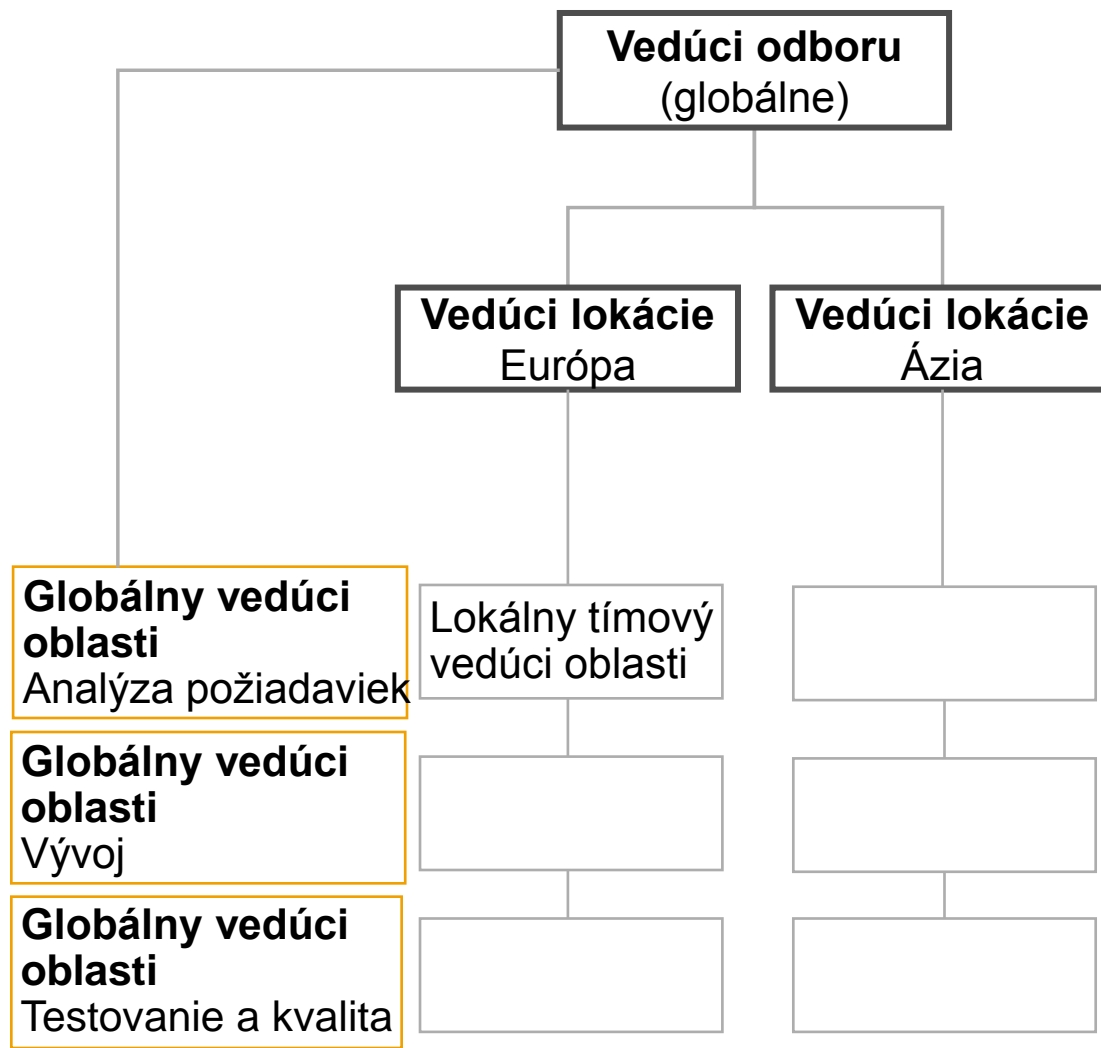 Vedúci odboru
(globálne)
Vedúci lokácie
Európa
Vedúci lokácie
Ázia
Globálny vedúci
oblasti
Analýza požiadaviek
Lokálny tímový
vedúci oblasti
Globálny vedúci
oblasti
Vývoj
Globálny vedúci
oblasti
Testovanie a kvalita